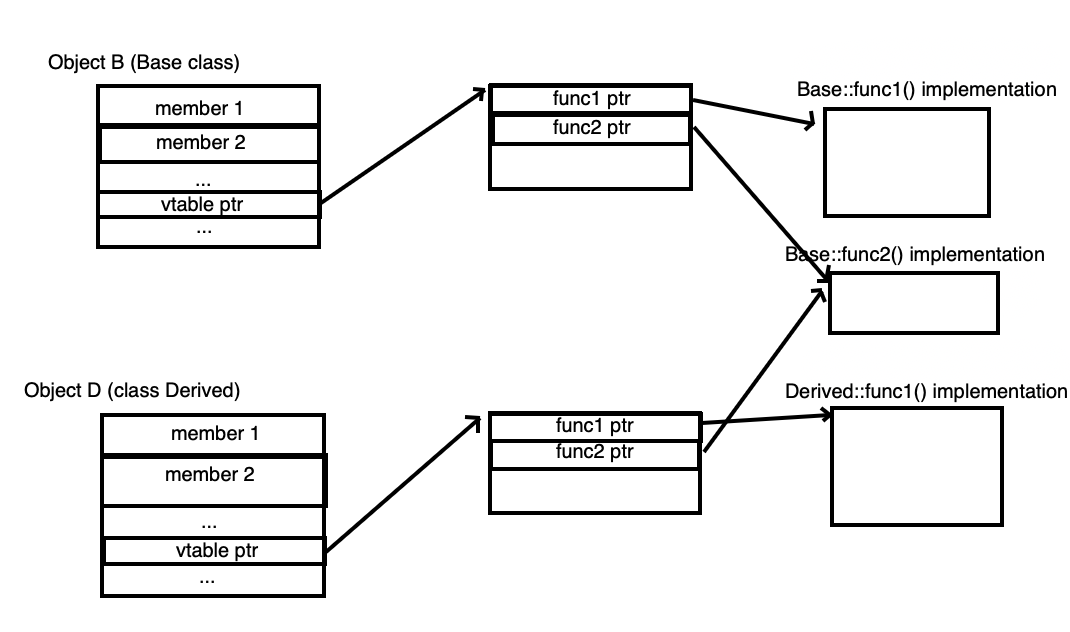 Object B (Base class)
member 1
member 2
...
vtable ptr
...
func1 ptr
func2 ptr
Base::func1() implementation
Base::func2() implementation
Object D (class Derived)
member 1
member 2
...
vtable ptr
...
func1 ptr
func2 ptr
Derived::func1() implementation